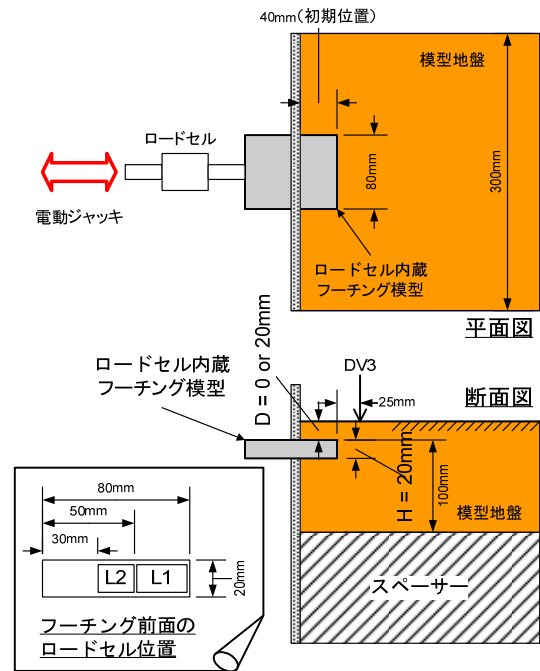 40mm（初期位置）
模型地盤
ロードセル
80mm
300mm
電動ジャッキ
ロードセル内蔵
フーチング模型
平面図
ロードセル内蔵
フーチング模型
D = 0 or 20mm
DV3
断面図
25mm
H = 20mm
100mm
模型地盤
スペーサー
80mm
50mm
30mm
L2
L1
20mm
フーチング前面の
ロードセル位置